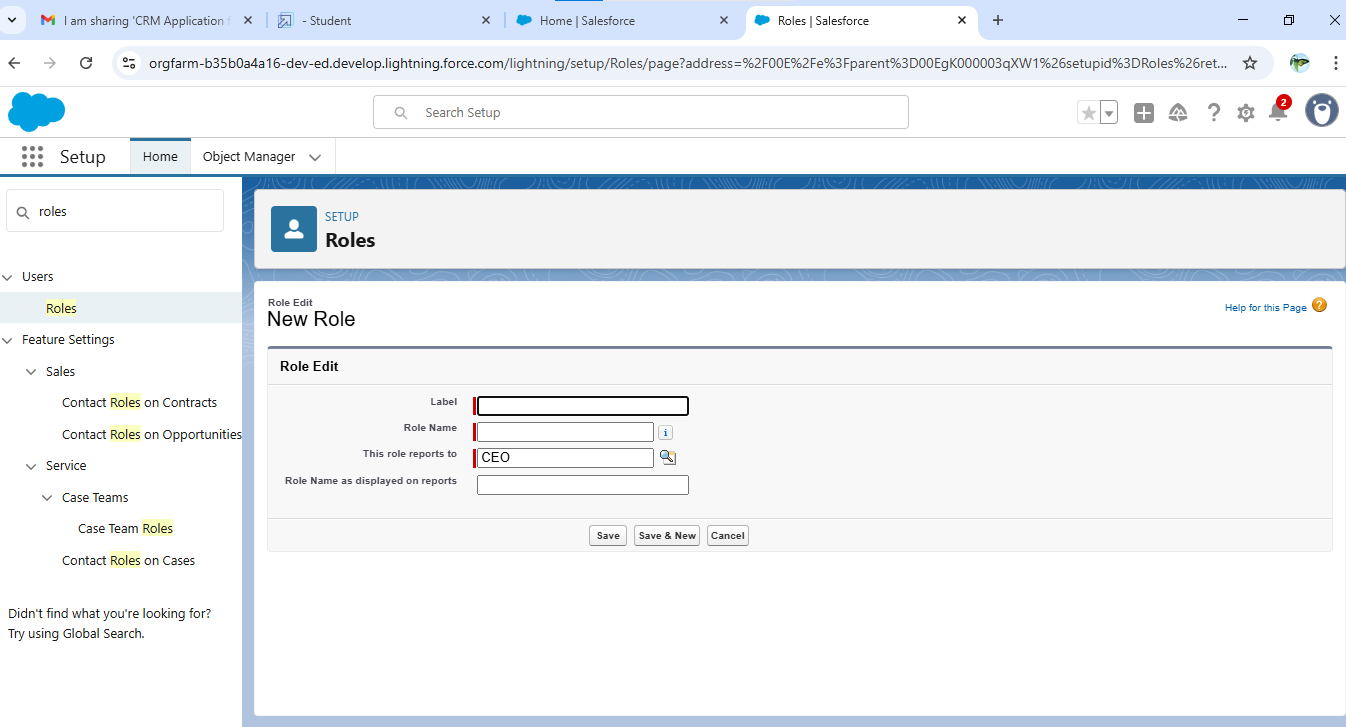 I am sharing 'CRM Application f
- Student
Home | Salesforce
Roles | Salesforce
orgfarm-b35b0a4a16-dev-ed.develop.lightning.force.com/lightning/setup/Roles/page?address=%2F00E%2Fe%3Fparent%3D00EgK000003qXW1%26setupid%3DRoles%26ret...
Search Setup
2
Setup
Home
Object Manager
roles
Users
Roles
Feature Settings
Sales
Contact Roles on Contracts
Contact Roles on Opportunities
Service
Case Teams
Case Team Roles
Contact Roles on Cases
Didn't find what you're looking for?
Try using Global Search.
SETUP
Roles
Role Edit
New Role
Help for this Page ?
Role Edit
Label
Role Name
i
This role reports to
CEO
Role Name as displayed on reports
Save
Save & New
Cancel